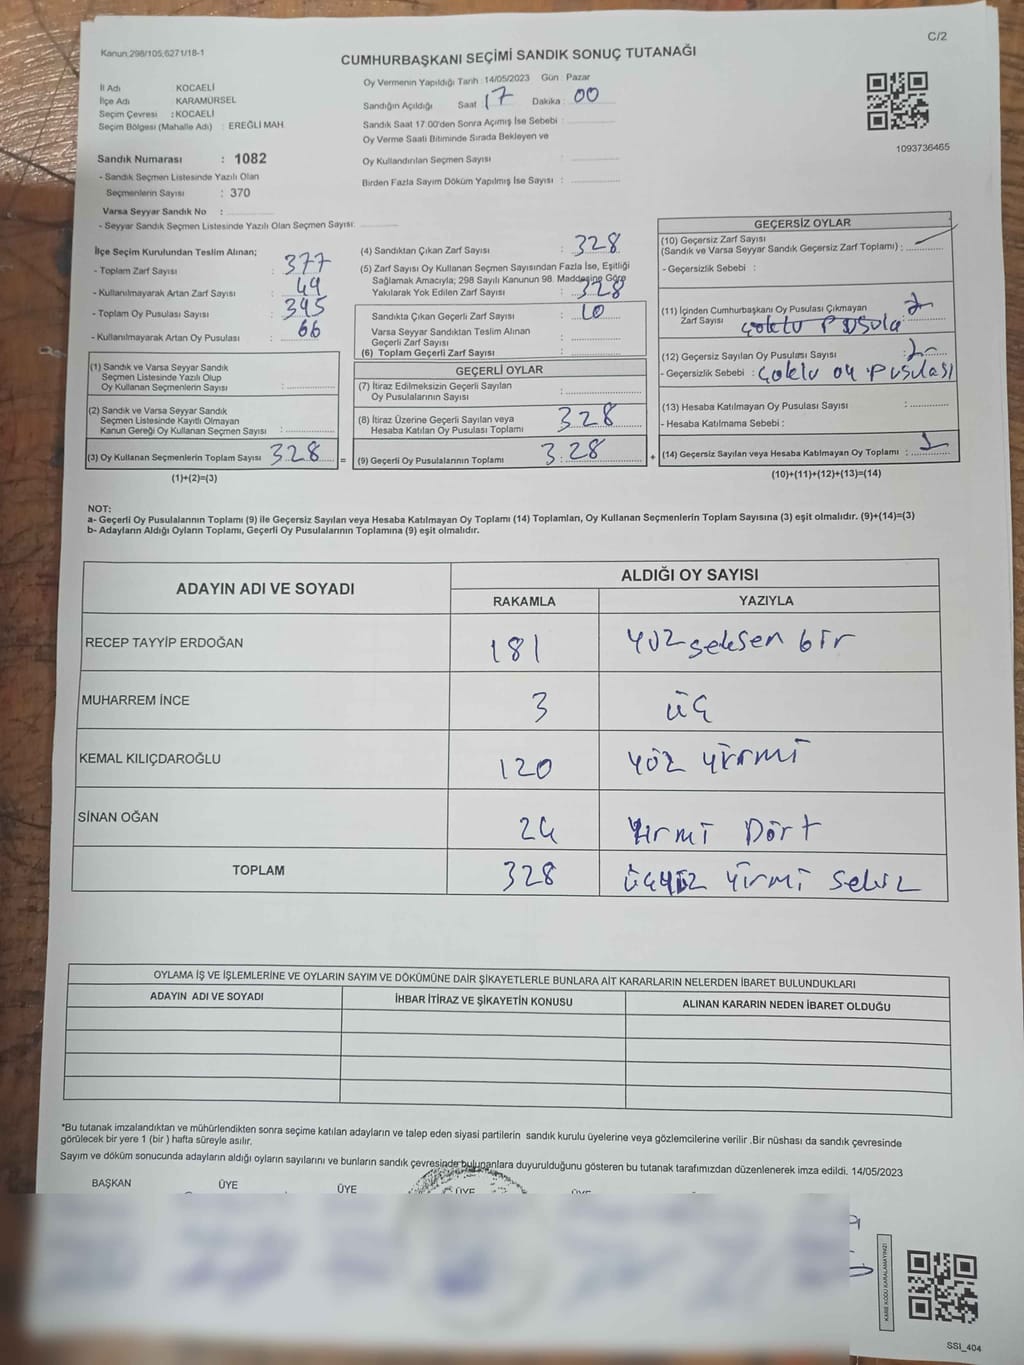 Kanun.298/105,6271/18-1
C/2
CUMHURBAŞKANI SEÇİMİ SANDIK SONUÇ TUTANAĞI
İl Adı KOCAELİ
İlçe Adı KARAMÜRSEL
Seçim Çevresi : KOCAELİ
Seçim Bölgesi (Mahalle Adı) : EREĞLİ MAH.
Oy Vermenin Yapıldığı Tarih : 14/05/2023 Gün : Pazar
Sandığın Açıldığı Saat : 17 Dakika : 00
Sandık Saat 17.00'den Sonra Açımış İse Sebebi :
Oy Verme Saati Bitiminde Sırada Bekleyen ve
Oy Kullandırılan Seçmen Sayısı :
Birden Fazla Sayım Döküm Yapılmış İse Sayısı :
1093736465
Sandık Numarası : 1082
- Sandık Seçmen Listesinde Yazılı Olan
Seçmenlerin Sayısı : 370
Varsa Seyyar Sandık No :
- Seyyar Sandık Seçmen Listesinde Yazılı Olan Seçmen Sayısı:
İlçe Seçim Kurulundan Teslim Alınan;
- Toplam Zarf Sayısı : 377
- Kullanılmayarak Artan Zarf Sayısı : 49
- Toplam Oy Pusulası Sayısı : 395
- Kullanılmayarak Artan Oy Pusulası : 66
(1) Sandık ve Varsa Seyyar Sandık
Seçmen Listesinde Yazılı Olup
Oy Kullanan Seçmenlerin Sayısı :
(2) Sandık ve Varsa Seyyar Sandık
Seçmen Listesinde Kayıtlı Olmayan
Kanun Gereği Oy Kullanan Seçmen Sayısı :
(3) Oy Kullanan Seçmenlerin Toplam Sayısı : 328 =
(1)+(2)=(3)
(4) Sandıktan Çıkan Zarf Sayısı : 328
(5) Zarf Sayısı Oy Kullanan Seçmen Sayısından Fazla İse, Eşitliği
Sağlamak Amacıyla; 298 Sayılı Kanunun 98. Maddesine Göre
Yakılarak Yok Edilen Zarf Sayısı : 328
Sandıkta Çıkan Geçerli Zarf Sayısı : 10
Varsa Seyyar Sandıktan Teslim Alınan
Geçerli Zarf Sayısı :
(6) Toplam Geçerli Zarf Sayısı :
GEÇERLİ OYLAR
(7) İtiraz Edilmeksizin Geçerli Sayılan
Oy Pusulalarının Sayısı :
(8) İtiraz Üzerine Geçerli Sayılan veya
Hesaba Katılan Oy Pusulası Toplamı 328
(9) Geçerli Oy Pusulalarının Toplamı : 328 +
GEÇERSİZ OYLAR
(10) Geçersiz Zarf Sayısı
(Sandık ve Varsa Seyyar Sandık Geçersiz Zarf Toplamı) :
- Geçersizlik Sebebi :
(11) İçinden Cumhurbaşkanı Oy Pusulası Çıkmayan
Zarf Sayısı : çoklu pusula
(12) Geçersiz Sayılan Oy Pusulası Sayısı :
- Geçersizlik Sebebi : çoklu oy pusulası
(13) Hesaba Katılmayan Oy Pusulası Sayısı :
- Hesaba Katılmama Sebebi :
(14) Geçersiz Sayılan veya Hesaba Katılmayan Oy Toplamı :
(10)+(11)+(12)+(13)=(14)
NOT:
a- Geçerli Oy Pusulalarının Toplamı (9) ile Geçersiz Sayılan veya Hesaba Katılmayan Oy Toplamı (14) Toplamları, Oy Kullanan Seçmenlerin Toplam Sayısına (3) eşit olmalıdır. (9)+(14)=(3)
b- Adayların Aldığı Oyların Toplamı, Geçerli Oy Pusulalarının Toplamına (9) eşit olmalıdır.
ADAYIN ADI VE SOYADI ALDIĞI OY SAYISI
RAKAMLA YAZIYLA
RECEP TAYYİP ERDOĞAN 181 yüz seksen bir
MUHARREM İNCE 3 üç
KEMAL KILIÇDAROĞLU 120 yöz yirmi
SİNAN OĞAN 24 yirmi Dört
TOPLAM 328 üçyüz yirmi sekiz
OYLAMA İŞ VE İŞLEMLERİNE VE OYLARIN SAYIM VE DÖKÜMÜNE DAİR ŞİKAYETLERLE BUNLARA AİT KARARLARIN NELERDEN İBARET BULUNDUKLARI
ADAYIN ADI VE SOYADI İHBAR İTİRAZ VE ŞİKAYETİN KONUSU ALINAN KARARIN NEDEN İBARET OLDUĞU
*Bu tutanak imzalandıktan ve mühürlendikten sonra seçime katılan adayların ve talep eden siyasi partilerin sandık kurulu üyelerine veya gözlemcilerine verilir .Bir nüshası da sandık çevresinde
görülecek bir yere 1 (bir ) hafta süreyle asılır.
Sayım ve döküm sonucunda adayların aldığı oyların sayılarını ve bunların sandık çevresinde bulunanlara duyurulduğunu gösteren bu tutanak tarafımızdan düzenlenerek imza edildi. 14/05/2023
BAŞKAN ÜYE ÜYE ÜYE ÜYE
KARE KODU KARALAMAYINIZ!
SSI_404